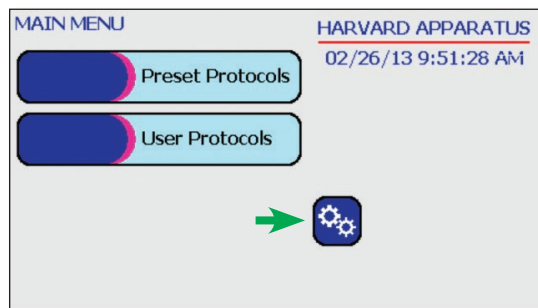 MAIN MENU
HARVARD APPARATUS
02/26/13 9:51:28 AM
Preset Protocols
User Protocols